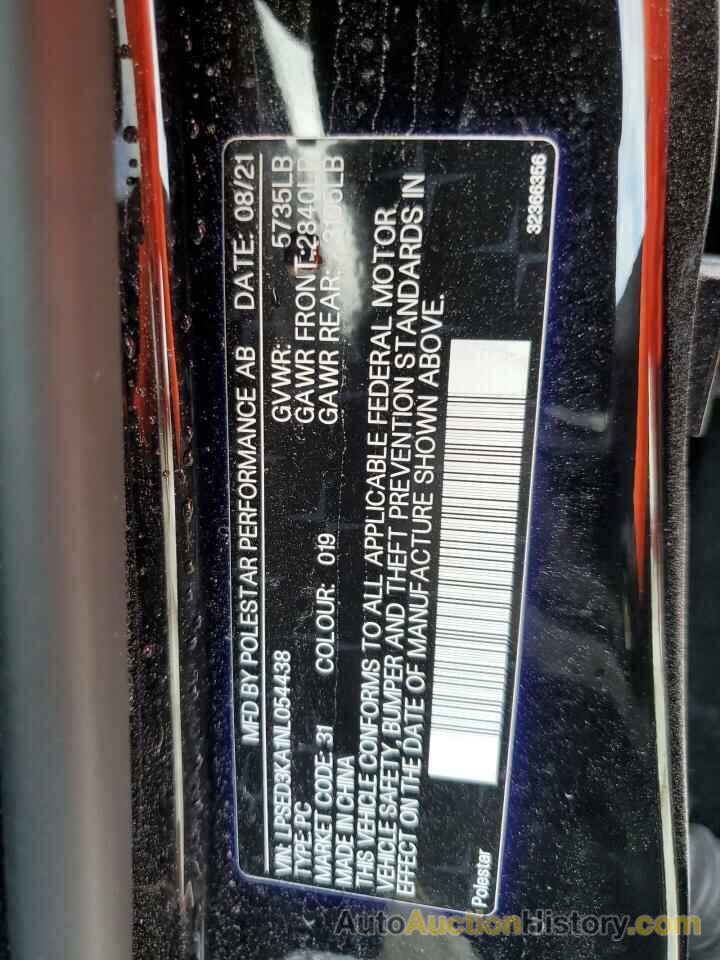 MFD BY POLESTAR PERFORMANCE AB DATE: 08/21
VIN: LPSED3KA1NL054438 GVWR: 5735LB
TYPE: PC GAWR FRONT: 2840LB
MARKET CODE: 31 COLOUR: 019 GAWR REAR:
MADE IN CHINA
THIS VEHICLE CONFORMS TO ALL APPLICABLE FEDERAL MOTOR
VEHICLE SAFETY, BUMPER AND THEFT PREVENTION STANDARDS IN
EFFECT ON THE DATE OF MANUFACTURE SHOWN ABOVE.
Polestar 32366356
AutoAuctionHistory.com